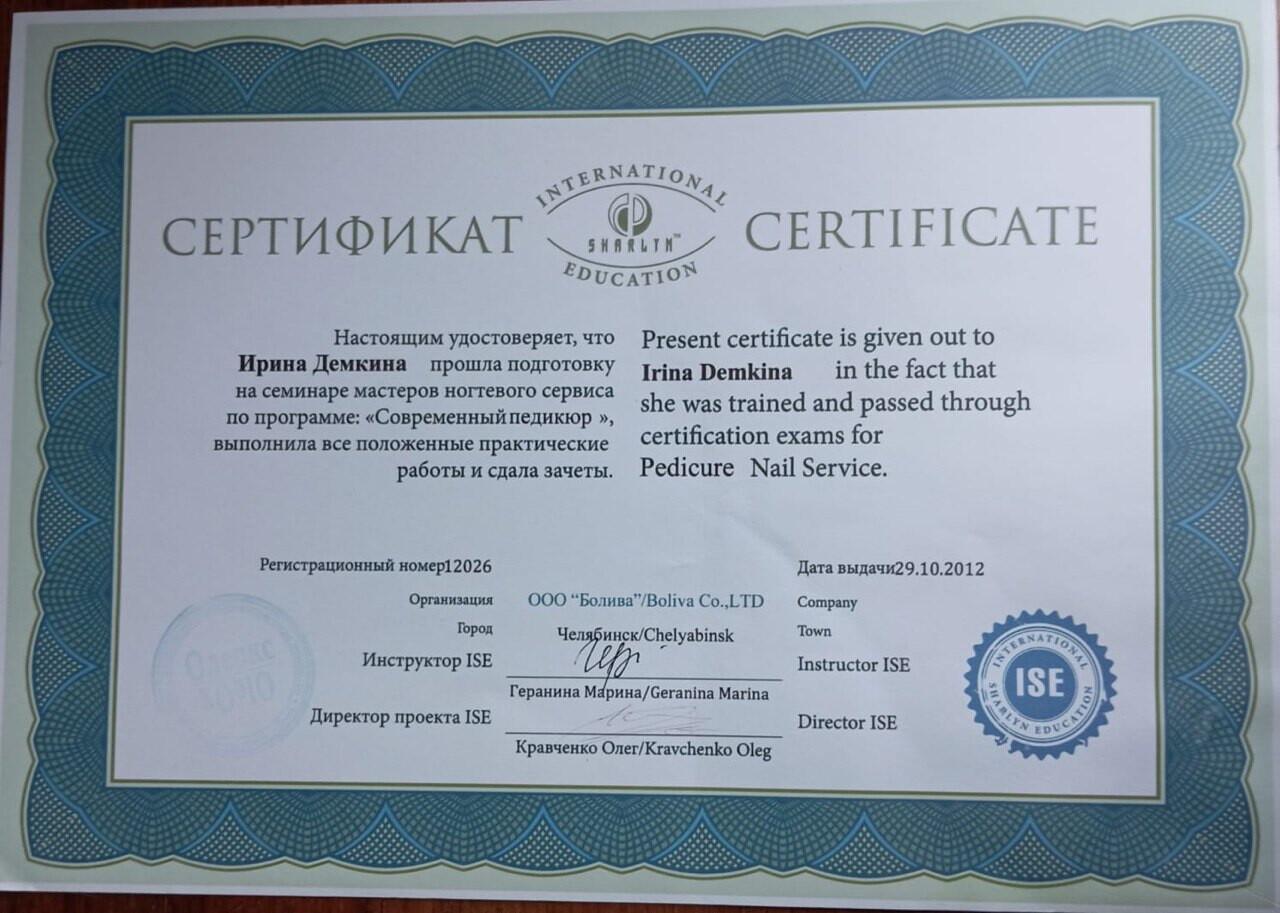 СЕРТИФИКАТ
INTERNATIONAL
SHARLYN™
EDUCATION
CERTIFICATE
Настоящим удостоверяет, что
Ирина Демкина прошла подготовку
на семинаре мастеров ногтевого сервиса
по программе: «Современный педикюр »,
выполнила все положенные практические
работы и сдала зачеты.
Present certificate is given out to
Irina Demkina in the fact that
she was trained and passed through
certification exams for
Pedicure Nail Service.
Регистрационный номер12026
Дата выдачи29.10.2012
Организация ООО “Болива”/Boliva Co.,LTD Company
Город Челябинск/Chelyabinsk Town
Инструктор ISE Instructor ISE
Геранина Марина/Geranina Marina
Директор проекта ISE Director ISE
Кравченко Олег/Kravchenko Oleg
INTERNATIONAL
ISE
SHARLYN EDUCATION